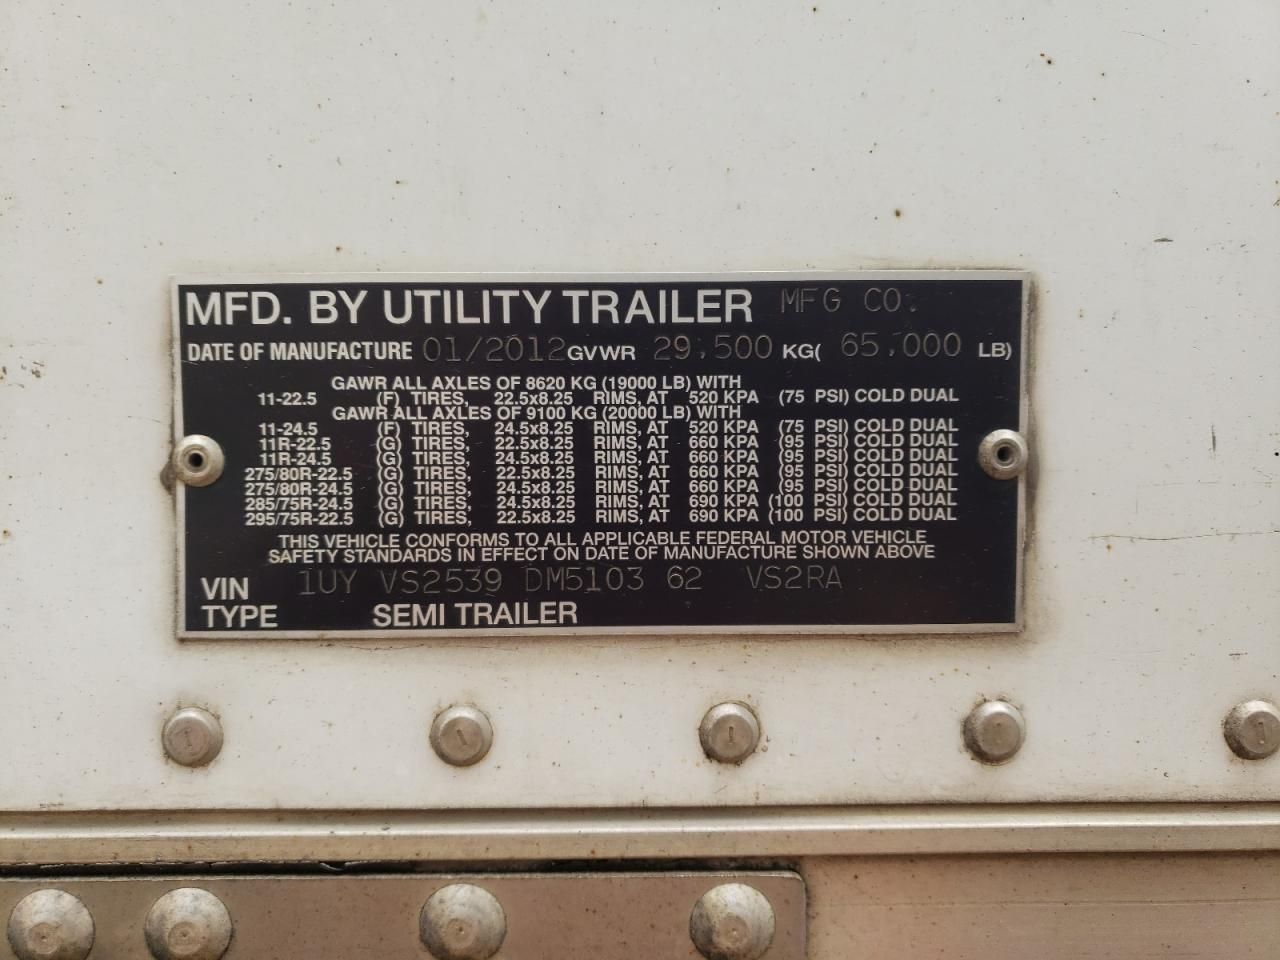 MFD. BY UTILITY TRAILER MFG CO.
DATE OF MANUFACTURE 01/2012 GVWR 29,500 KG( 65,000 LB)
GAWR ALL AXLES OF 8620 KG (19000 LB) WITH
11-22.5 (F) TIRES, 22.5x8.25 RIMS, AT 520 KPA (75 PSI) COLD DUAL
GAWR ALL AXLES OF 9100 KG (20000 LB) WITH
11-24.5 (F) TIRES, 24.5x8.25 RIMS, AT 520 KPA (75 PSI) COLD DUAL
11R-22.5 (G) TIRES, 22.5x8.25 RIMS, AT 660 KPA (95 PSI) COLD DUAL
11R-24.5 (G) TIRES, 24.5x8.25 RIMS, AT 660 KPA (95 PSI) COLD DUAL
275/80R-22.5 (G) TIRES, 22.5x8.25 RIMS, AT 660 KPA (95 PSI) COLD DUAL
275/80R-24.5 (G) TIRES, 24.5x8.25 RIMS, AT 660 KPA (95 PSI) COLD DUAL
285/75R-24.5 (G) TIRES, 24.5x8.25 RIMS, AT 690 KPA (100 PSI) COLD DUAL
295/75R-22.5 (G) TIRES, 22.5x8.25 RIMS, AT 690 KPA (100 PSI) COLD DUAL
THIS VEHICLE CONFORMS TO ALL APPLICABLE FEDERAL MOTOR VEHICLE
SAFETY STANDARDS IN EFFECT ON DATE OF MANUFACTURE SHOWN ABOVE
VIN 1UY VS2539 DM5103 62 VS2RA
TYPE SEMI TRAILER